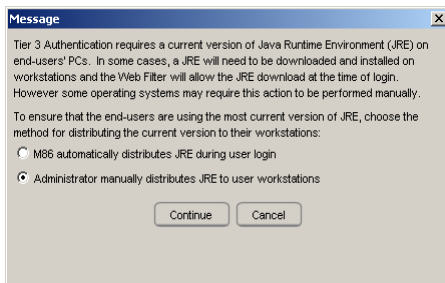 Message
Tier 3 Authentication requires a current version of Java Runtime Environment (JRE) on
end-users' PCs. In some cases, a JRE will need to be downloaded and installed on
workstations and the Web Filter will allow the JRE download at the time of login.
However some operating systems may require this action to be performed manually.
To ensure that the end-users are using the most current version of JRE, choose the
method for distributing the current version to their workstations:
M86 automatically distributes JRE during user login
Administrator manually distributes JRE to user workstations
Continue Cancel